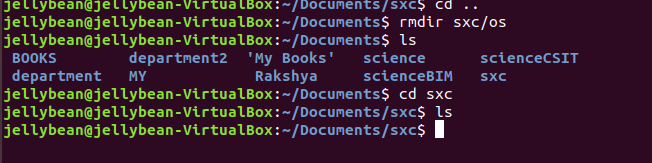 jellybean@jellybean-VirtualBox:~/Documents/sxc$ cd ..
jellybean@jellybean-VirtualBox:~/Documents$ rmdir sxc/os
jellybean@jellybean-VirtualBox:~/Documents$ ls
BOOKS department2 'My Books' science scienceCSIT
department MY Rakshya scienceBIM sxc
jellybean@jellybean-VirtualBox:~/Documents$ cd sxc
jellybean@jellybean-VirtualBox:~/Documents/sxc$ ls
jellybean@jellybean-VirtualBox:~/Documents/sxc$